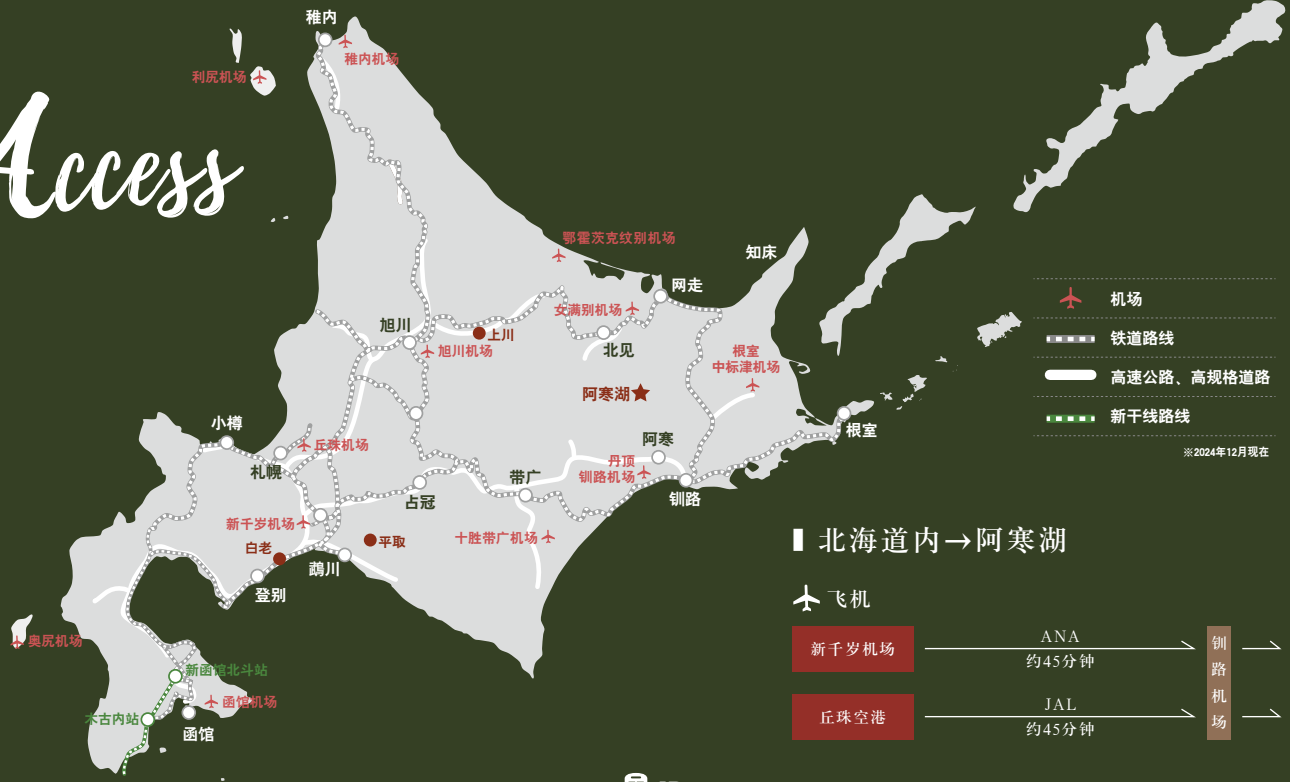 Access
稚内
稚内机场
利尻机场
鄂霍茨克纹别机场
知床
网走
女满别机场
旭川
上川
旭川机场
北见
根室
中标津机场
阿寒湖
小樽
丘珠机场
札幌
阿寒
根室
丹顶
钏路机场
带广
占冠
钏路
新千岁机场
十胜带广机场
平取
白老
鵡川
登别
奥尻机场
新函馆北斗站
函馆机场
木古内站
函馆
机场
铁道路线
高速公路、高规格道路
新干线路线
※2024年12月现在
北海道内→阿寒湖
飞机
新千岁机场
ANA
约45分钟
丘珠空港
JAL
约45分钟
钏路机场